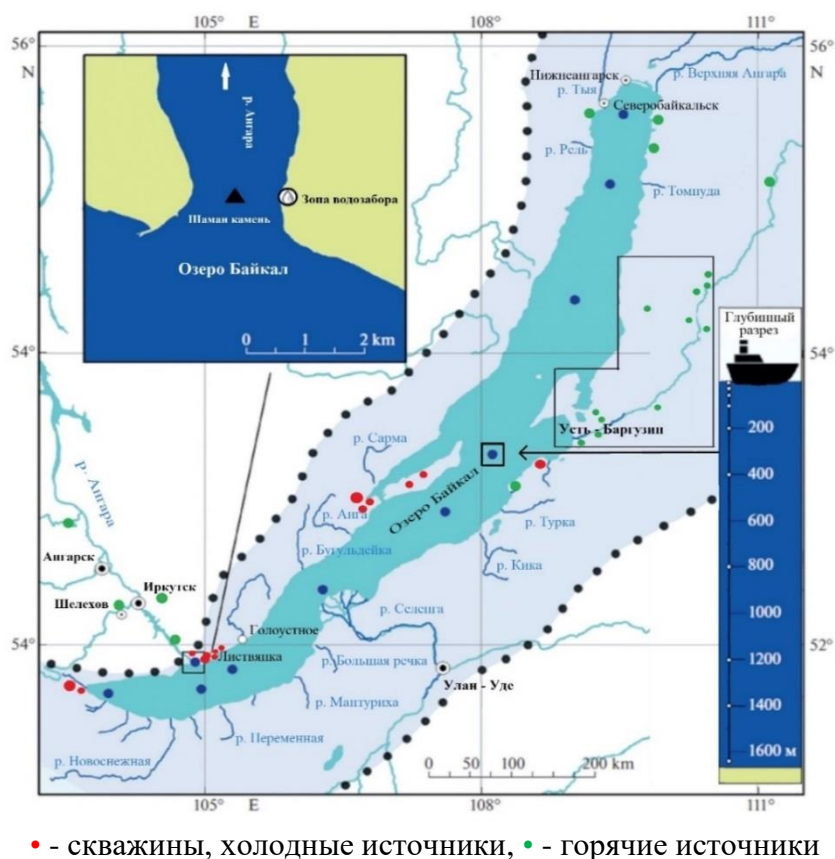 105°
E
108°
111°
56°
N
56°
N
р. Ангара
Шаман камень
Зона водозабора
Озеро Байкал
0 1 2 km
Нижнеангарск
р. Верхняя Ангара
р. Тыя
Северобайкальск
р. Рель
р. Томпуда
54°
54°
Глубинный
разрез
200
400
600
800
1000
1200
1400
1600 м
Усть - Баргузин
р. Сарма
р. Анга
Озеро Байкал
р. Турка
р. Кика
р. Бугульдейка
р. Ангара
Ангарск
Иркутск
Шелехов
р. Селенга
Голоустное
54°
Листвянка
р. Большая речка
Улан - Уде
52°
р. Мантуриха
р. Переменная
р. Новоснежная
0 50 100 200 km
105° E
108°
111°
• - скважины, холодные источники, • - горячие источники